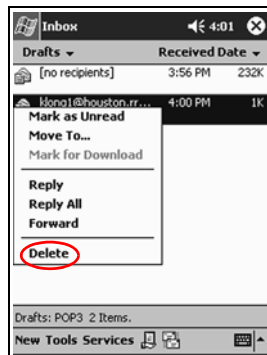 Inbox 4:01
Drafts Received Date
[no recipients] 3:56 PM 232K
klong1@houston.rr... 4:00 PM 1K
Mark as Unread
Move To...
Mark for Download
Reply
Reply All
Forward
Delete
Drafts: POP3 2 Items.
New Tools Services